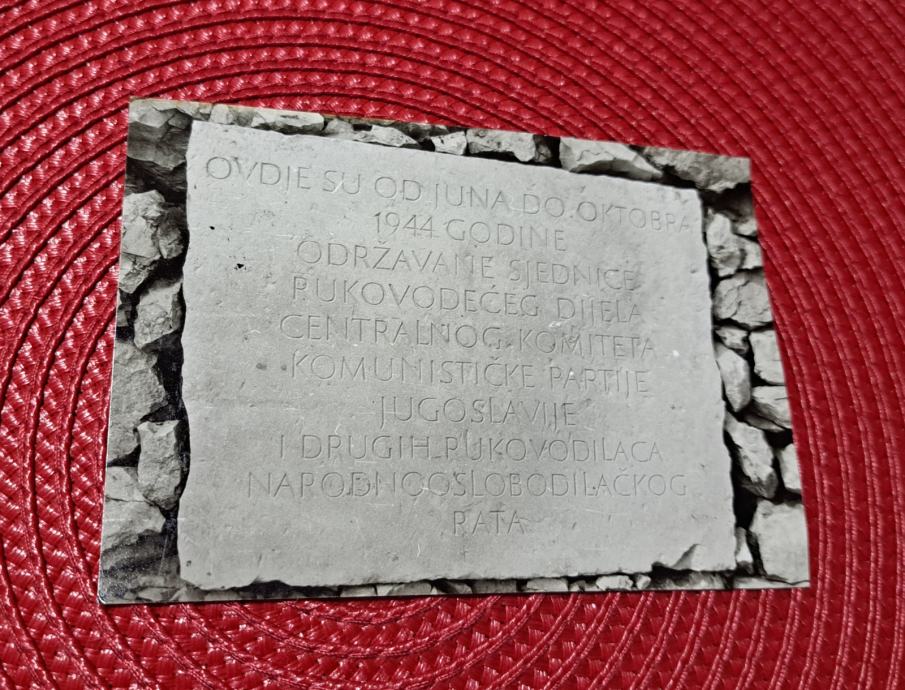 OVDJE SU OD JUNA DO OKTOBRA
1944. GODINE
ODRŽAVANE SJEDNICE
RUKOVODEĆEG DIJELA
CENTRALNOG KOMITETA
KOMUNISTIČKE PARTIJE
JUGOSLAVIJE
I DRUGIH RUKOVODILACA
NARODNOOSLOBODILAČKOG
RATA